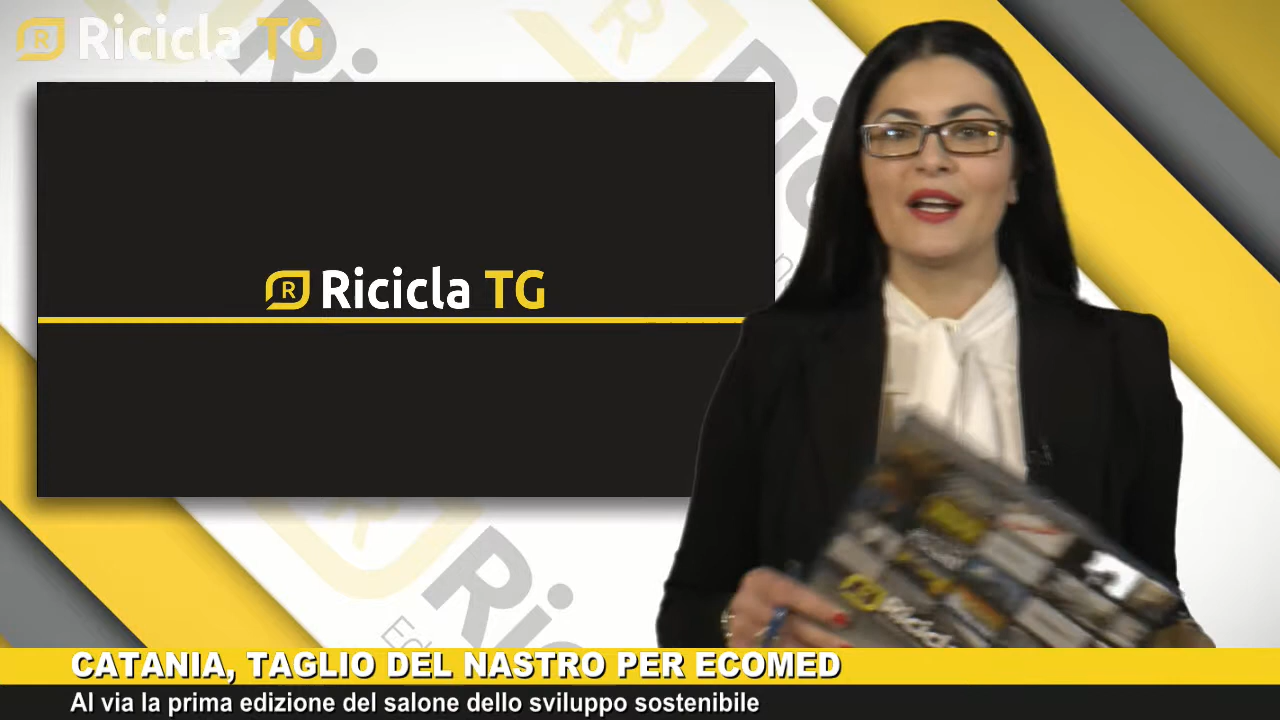 Ricicla TG
Ricicla TG
CATANIA, TAGLIO DEL NASTRO PER ECOMED
Al via la prima edizione del salone dello sviluppo sostenibile